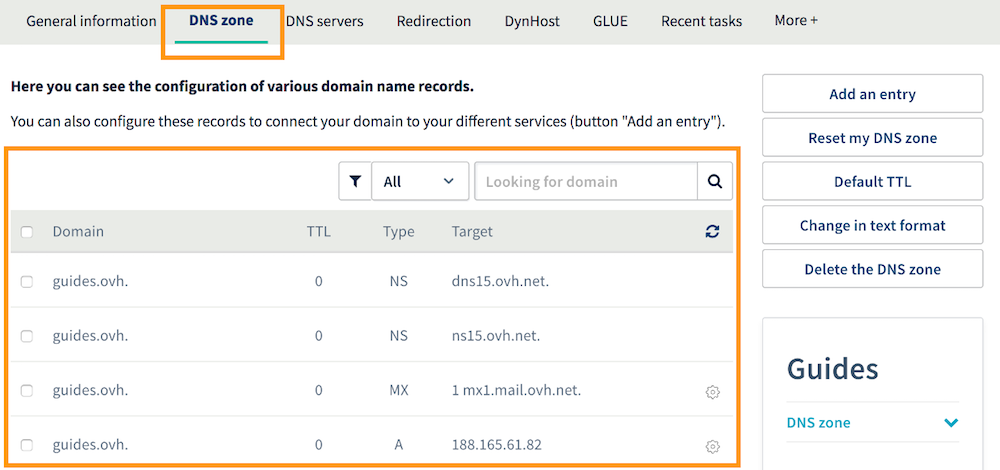 General information DNS zone DNS servers Redirection DynHost GLUE Recent tasks More +
Here you can see the configuration of various domain name records.
You can also configure these records to connect your domain to your different services (button "Add an entry").
All Looking for domain
Domain TTL Type Target
guides.ovh. 0 NS dns15.ovh.net.
guides.ovh. 0 NS ns15.ovh.net.
guides.ovh. 0 MX 1 mx1.mail.ovh.net.
guides.ovh. 0 A 188.165.61.82
Add an entry
Reset my DNS zone
Default TTL
Change in text format
Delete the DNS zone
Guides
DNS zone